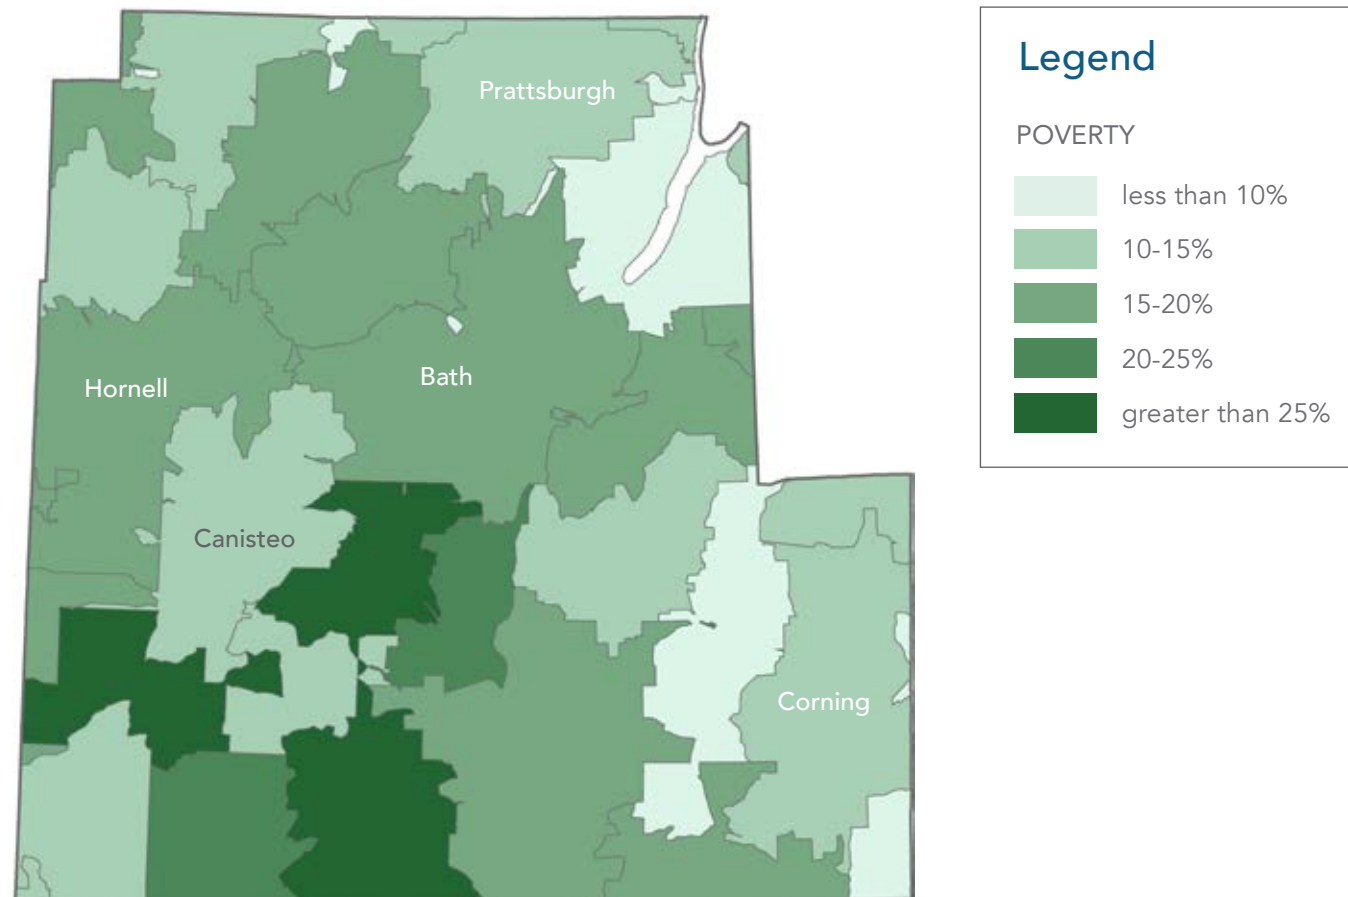 Prattsburgh
Hornell
Bath
Canisteo
Corning
Legend
POVERTY
less than 10%
10-15%
15-20%
20-25%
greater than 25%